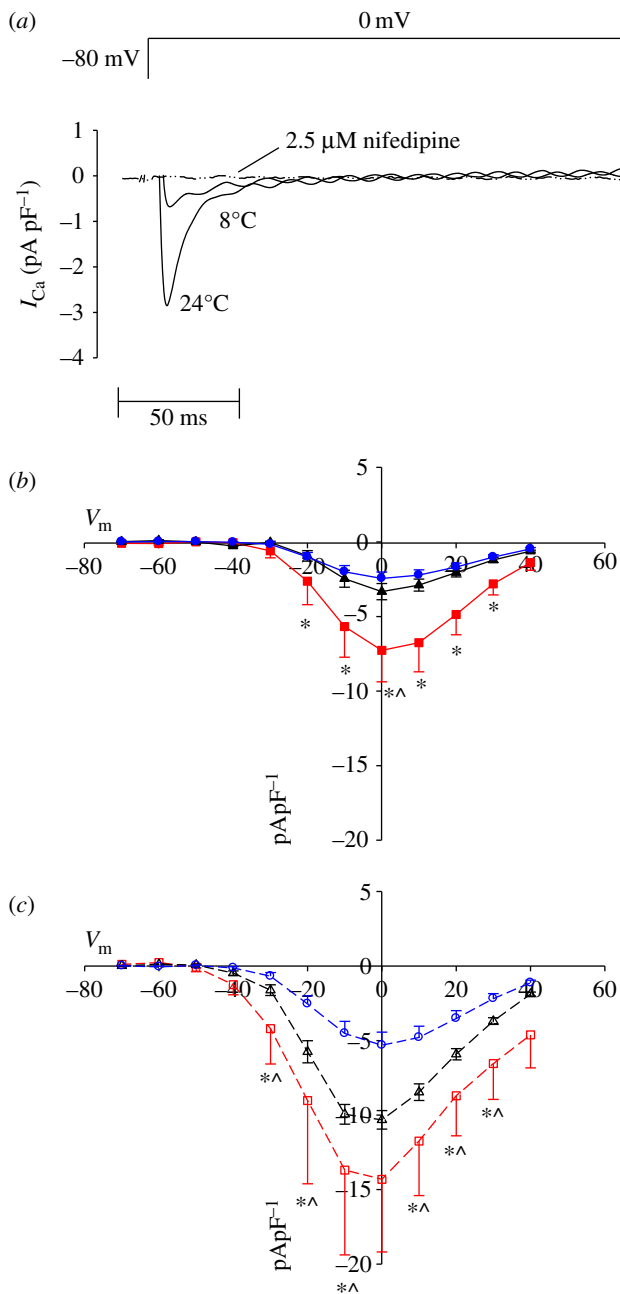 (a)
0 mV
–80 mV
2.5 µM nifedipine
1
0
–1
–2
–3
–4
I_Ca (pA pF⁻¹)
8°C
24°C
50 ms
(b)
V_m
5
0
–5
–10
–15
–20
–80 –60 –40 –20 0 20 40 60
* * *^ * * *
pApF⁻¹
(c)
V_m
5
0
–5
–10
–15
–20
–80 –60 –40 –20 0 20 40 60
*^ *^ *^ *^ *^ *^
pApF⁻¹